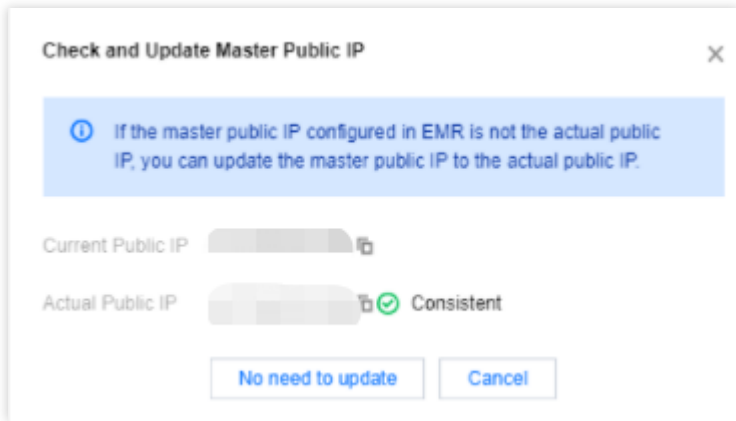 Check and Update Master Public IP
If the master public IP configured in EMR is not the actual public
IP, you can update the master public IP to the actual public IP.
Current Public IP
Actual Public IP Consistent
No need to update Cancel